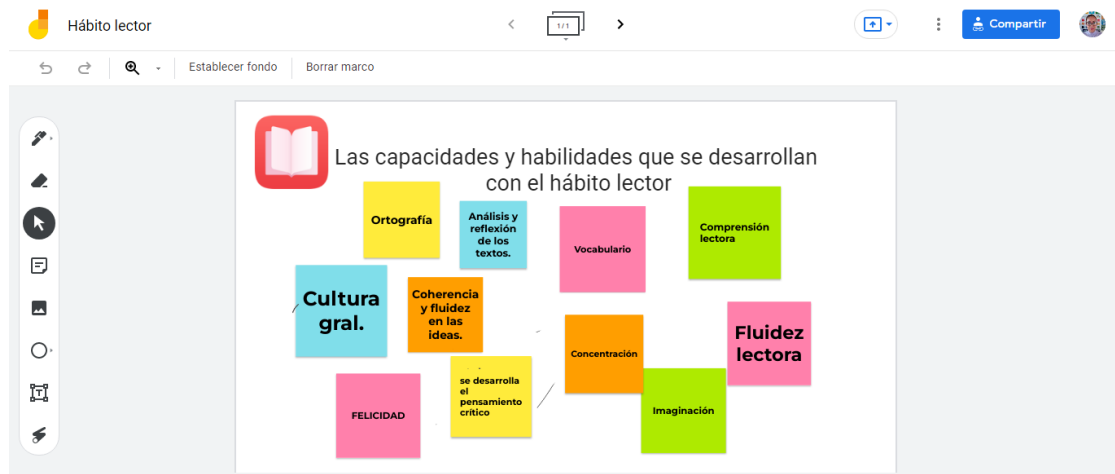 Hábito lector
1/1
Compartir
Establecer fondo
Borrar marco
Las capacidades y habilidades que se desarrollan
con el hábito lector
Ortografía
Análisis y
reflexión
de los
textos.
Vocabulario
Comprensión
lectora
Cultura
gral.
Coherencia
y fluidez
en las
ideas.
Concentración
Fluidez
lectora
FELICIDAD
se desarrolla
el
pensamiento
crítico
Imaginación